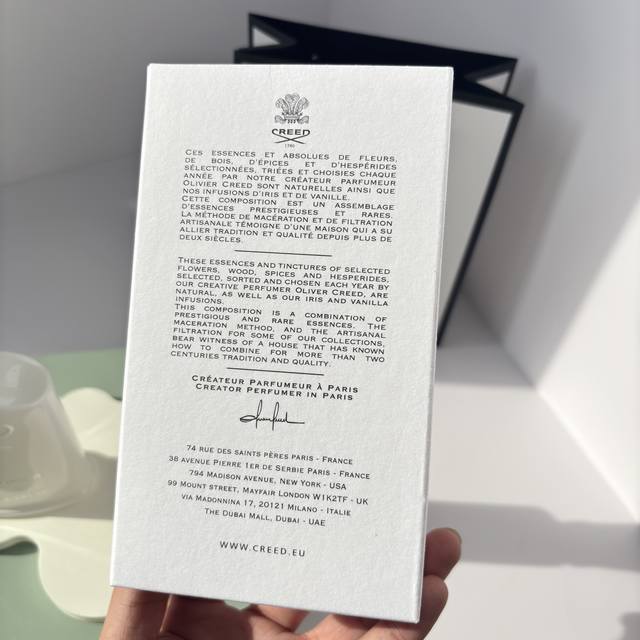 CREED
1760
CES ESSENCES ET ABSOLUES DE FLEURS,
DE BOIS, D'ÉPICES ET D'HESPÉRIDES
SÉLECTIONNÉES, TRIÉES ET CHOISIES CHAQUE
ANNÉE PAR NOTRE CRÉATEUR PARFUMEUR
OLIVIER CREED SONT NATURELLES AINSI QUE
NOS INFUSIONS D'IRIS ET DE VANILLE.
CETTE COMPOSITION EST UN ASSEMBLAGE
D'ESSENCES PRESTIGIEUSES ET RARES.
LA MÉTHODE DE MACÉRATION ET DE FILTRATION
ARTISANALE TÉMOIGNE D'UNE MAISON QUI A SU
ALLIER TRADITION ET QUALITÉ DEPUIS PLUS DE
DEUX SIÈCLES.
THESE ESSENCES AND TINCTURES OF SELECTED
FLOWERS, WOOD, SPICES AND HESPERIDES,
SELECTED, SORTED AND CHOSEN EACH YEAR BY
OUR CREATIVE PERFUMER OLIVER CREED, ARE
NATURAL, AS WELL AS OUR IRIS AND VANILLA
INFUSIONS.
THIS COMPOSITION IS A COMBINATION OF
PRESTIGIOUS AND RARE ESSENCES. THE
MACERATION METHOD, AND THE ARTISANAL
FILTRATION FOR SOME OF OUR COLLECTIONS,
BEAR WITNESS OF A HOUSE THAT HAS KNOWN
HOW TO COMBINE FOR MORE THAN TWO
CENTURIES TRADITION AND QUALITY.
CRÉATEUR PARFUMEUR À PARIS
CREATOR PERFUMER IN PARIS
74 RUE DES SAINTS PÈRES PARIS - FRANCE
38 AVENUE PIERRE 1ER DE SERBIE PARIS - FRANCE
794 MADISON AVENUE, NEW YORK - USA
99 MOUNT STREET, MAYFAIR LONDON W1K2TF - UK
VIA MADONNINA 17, 20121 MILANO - ITALIE
THE DUBAI MALL, DUBAI - UAE
WWW.CREED.EU